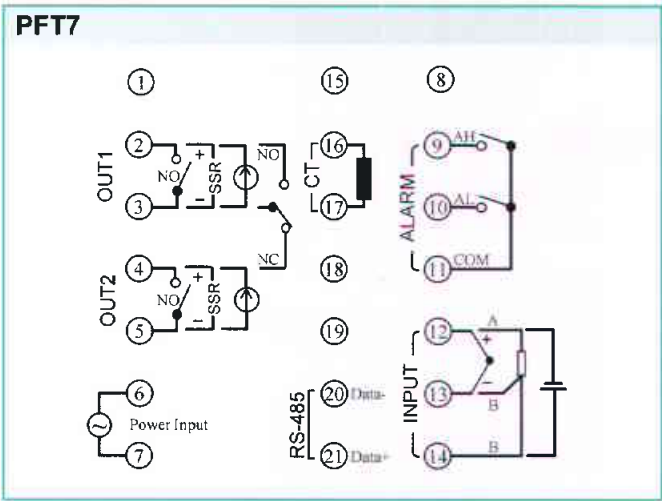 PFT7
1 15 8
2 + NO 16 9 AH
OUT1 NO SSR CT ALARM
3 - 17 10 AL
NC
4 + 18 11 COM
OUT2 NO SSR
5 - 19 12 A
+
6 20 Data- 13 -
Power Input RS-485 INPUT B
7 21 Data+ 14 B